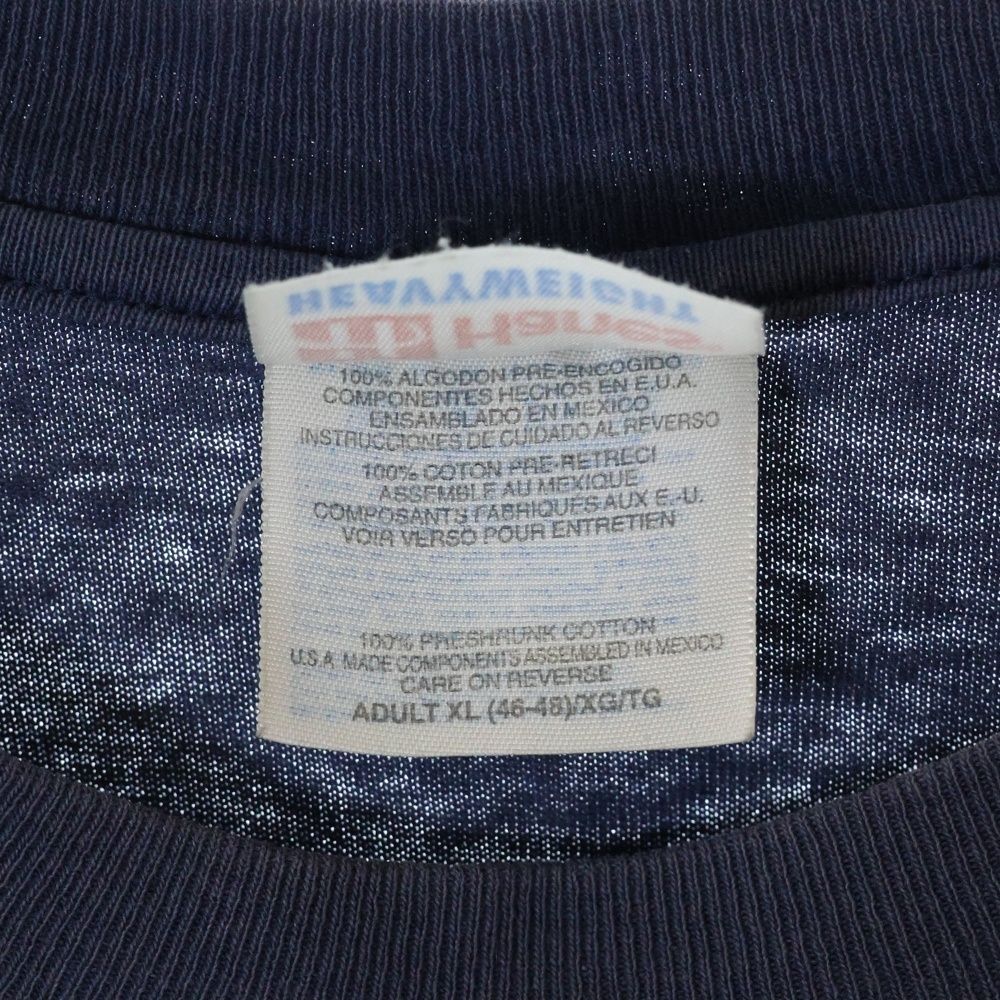 HEAVYWEIGHT
Hanes
100% ALGODON PRE-ENCOGIDO
COMPONENTES HECHOS EN E.U.A.
ENSAMBLADO EN MEXICO
INSTRUCCIONES DE CUIDADO AL REVERSO
100% COTON PRE-RETRECI
ASSEMBLE AU MEXIQUE
COMPOSANTS FABRIQUES AUX E.-U.
VOIR VERSO POUR ENTRETIEN
100% PRESHRUNK COTTON
U.S.A. MADE COMPONENTS ASSEMBLED IN MEXICO
CARE ON REVERSE
ADULT XL (46-48)/XG/TG